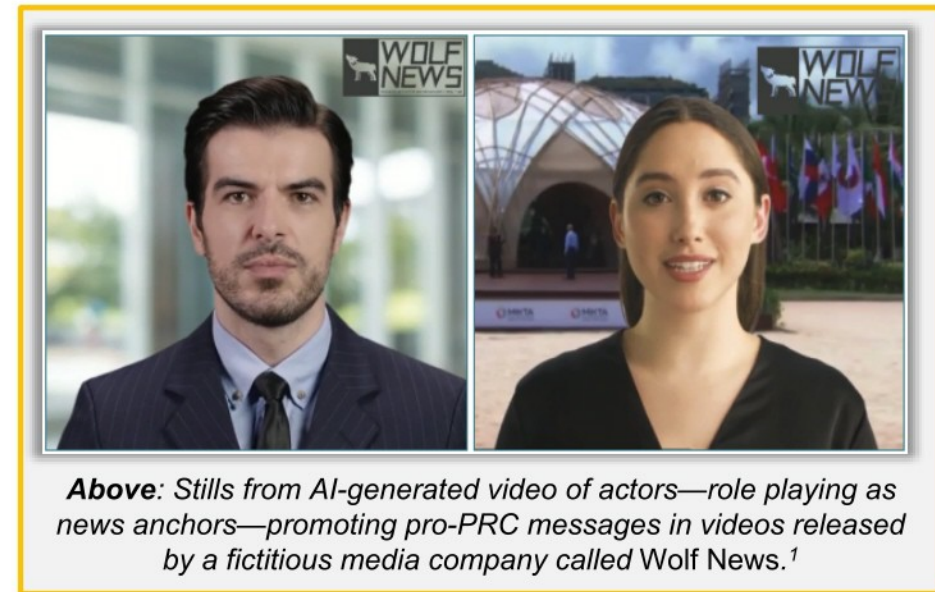 WOLF
NEWS
WOLF
NEW
Above: Stills from AI-generated video of actors—role playing as
news anchors—promoting pro-PRC messages in videos released
by a fictitious media company called Wolf News.¹